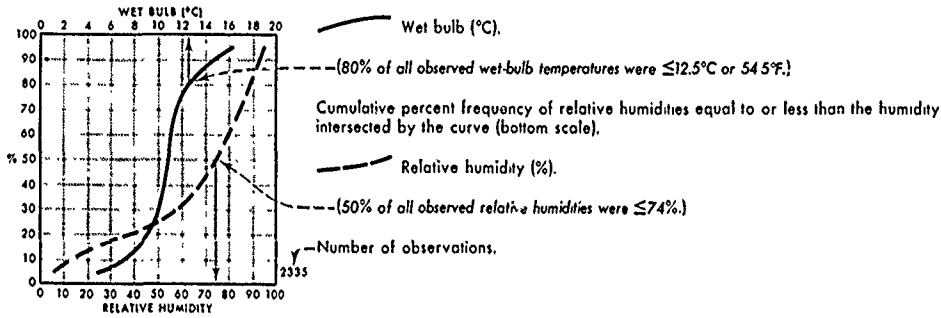 WET BULB (°C)
0 2 4 6 8 10 12 14 16 18 20
100
90
80
70
60
% 50
40
30
20
10
0
0 10 20 30 40 50 60 70 80 90 100
RELATIVE HUMIDITY
2335
Wet bulb (°C).
(80% of all observed wet-bulb temperatures were ≤12.5°C or 54.5°F.)
Cumulative percent frequency of relative humidities equal to or less than the humidity
intersected by the curve (bottom scale).
Relative humidity (%).
(50% of all observed relative humidities were ≤74%.)
Number of observations.